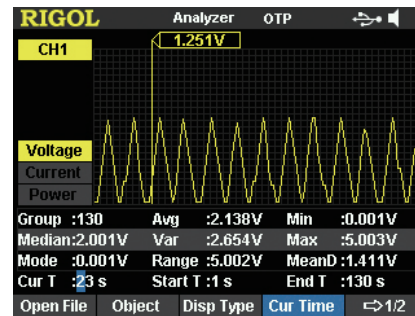 RIGOL Analyzer OTP
CH1 1.251V
Voltage
Current
Power
Group :130 Avg :2.138V Min :0.001V
Median:2.001V Var :2.654V Max :5.003V
Mode :0.001V Range :5.002V MeanD:1.411V
Cur T :23 s Start T :1 s End T :130 s
Open File Object Disp Type Cur Time ⇨1/2